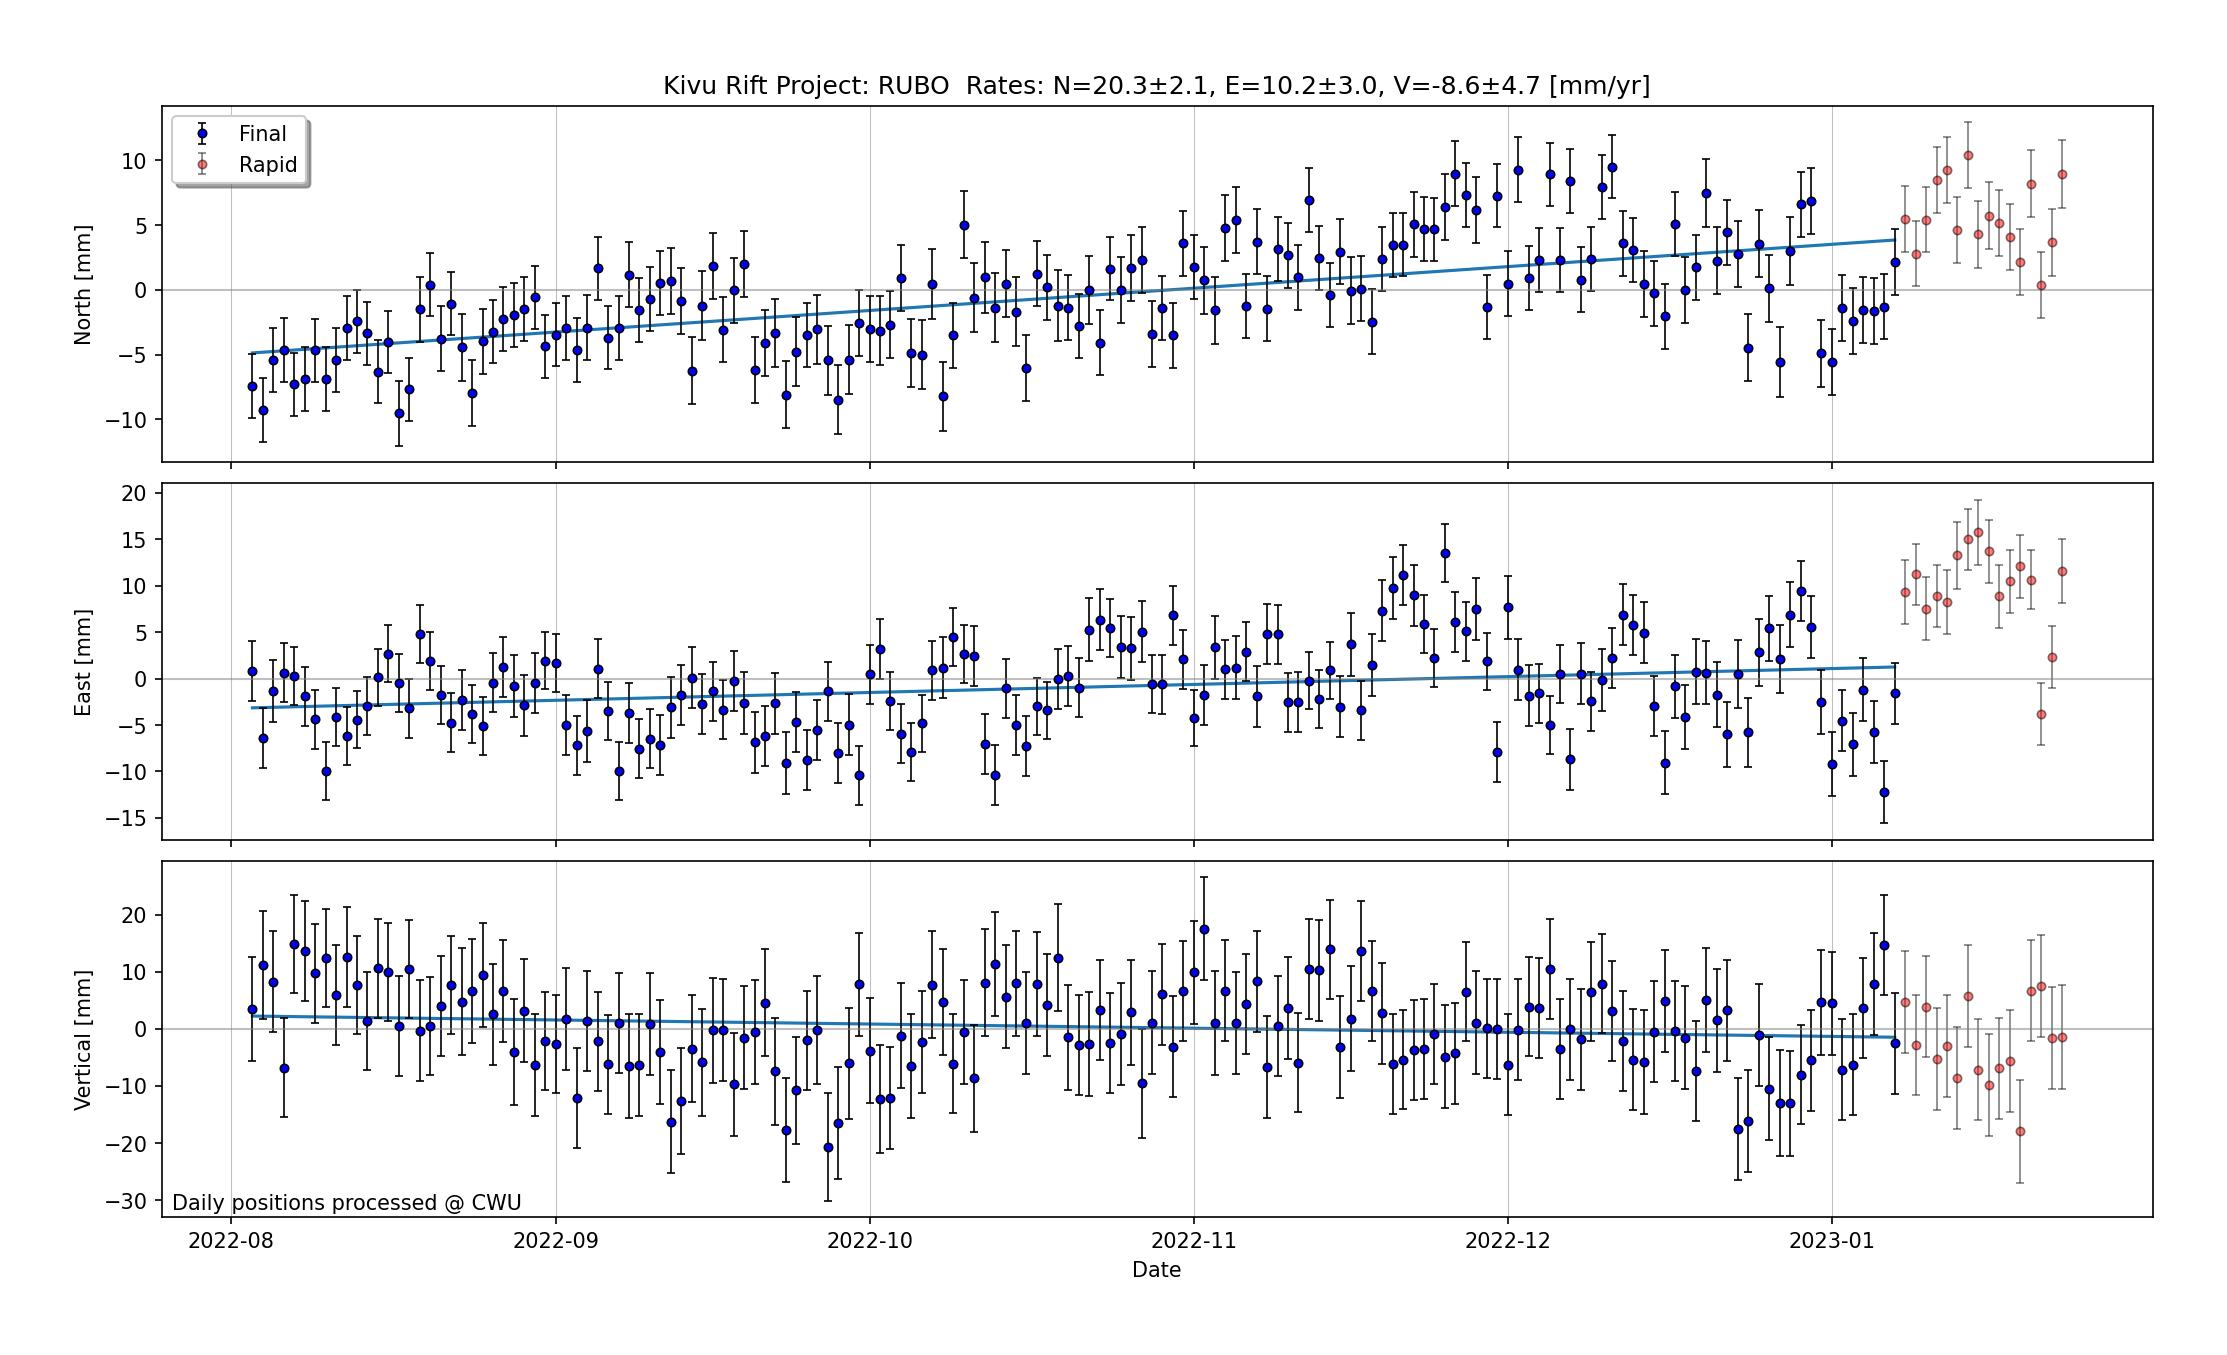 Kivu Rift Project: RUBO  Rates: N=20.3±2.1, E=10.2±3.0, V=-8.6±4.7 [mm/yr]
Final
Rapid
10
5
0
−5
−10
North [mm]
20
15
10
5
0
−5
−10
−15
East [mm]
20
10
0
−10
−20
−30
Vertical [mm]
Daily positions processed @ CWU
2022-08 2022-09 2022-10 2022-11 2022-12 2023-01
Date